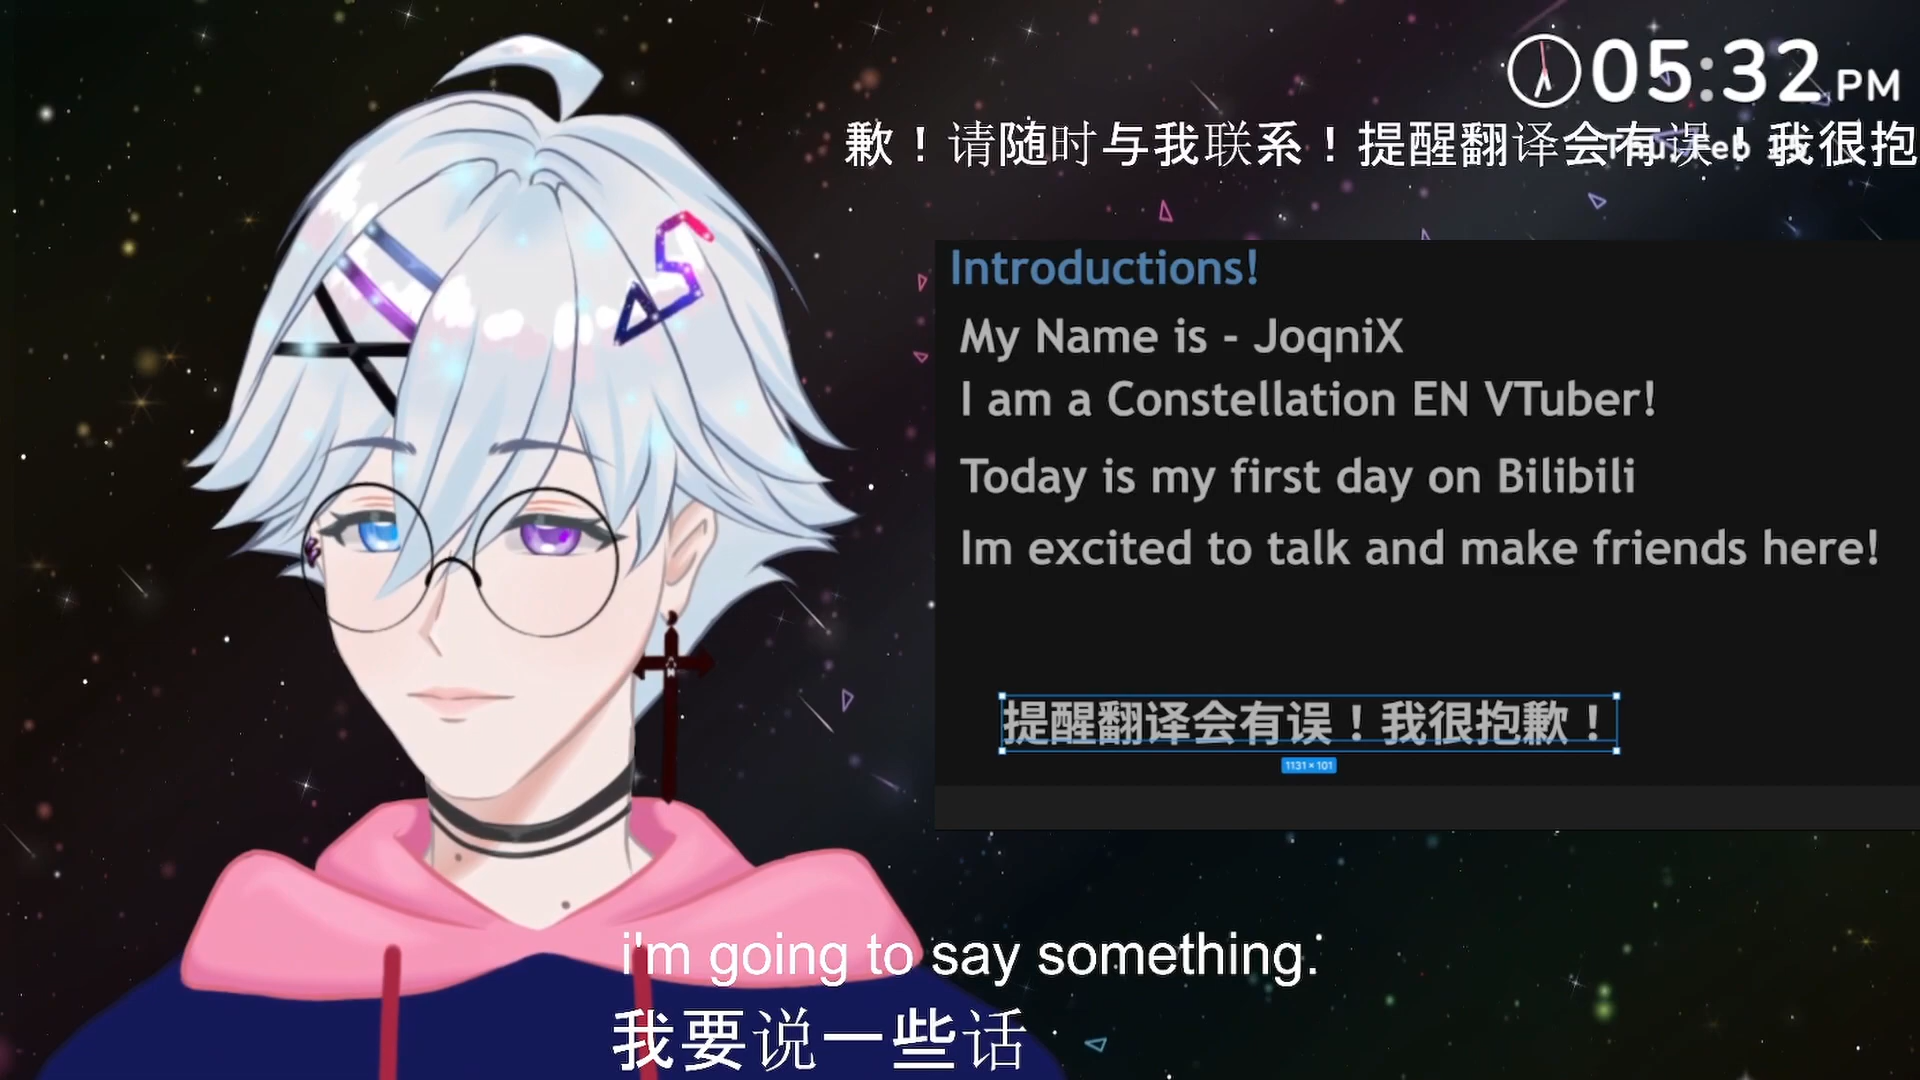 05:32 PM
歉！请随时与我联系！提醒翻译会有误！我很抱
Thu, Feb
Introductions!
My Name is - JoqniX
I am a Constellation EN VTuber!
Today is my first day on Bilibili
Im excited to talk and make friends here!
提醒翻译会有误！我很抱歉！
1131 × 101
i'm going to say something.
我要说一些话